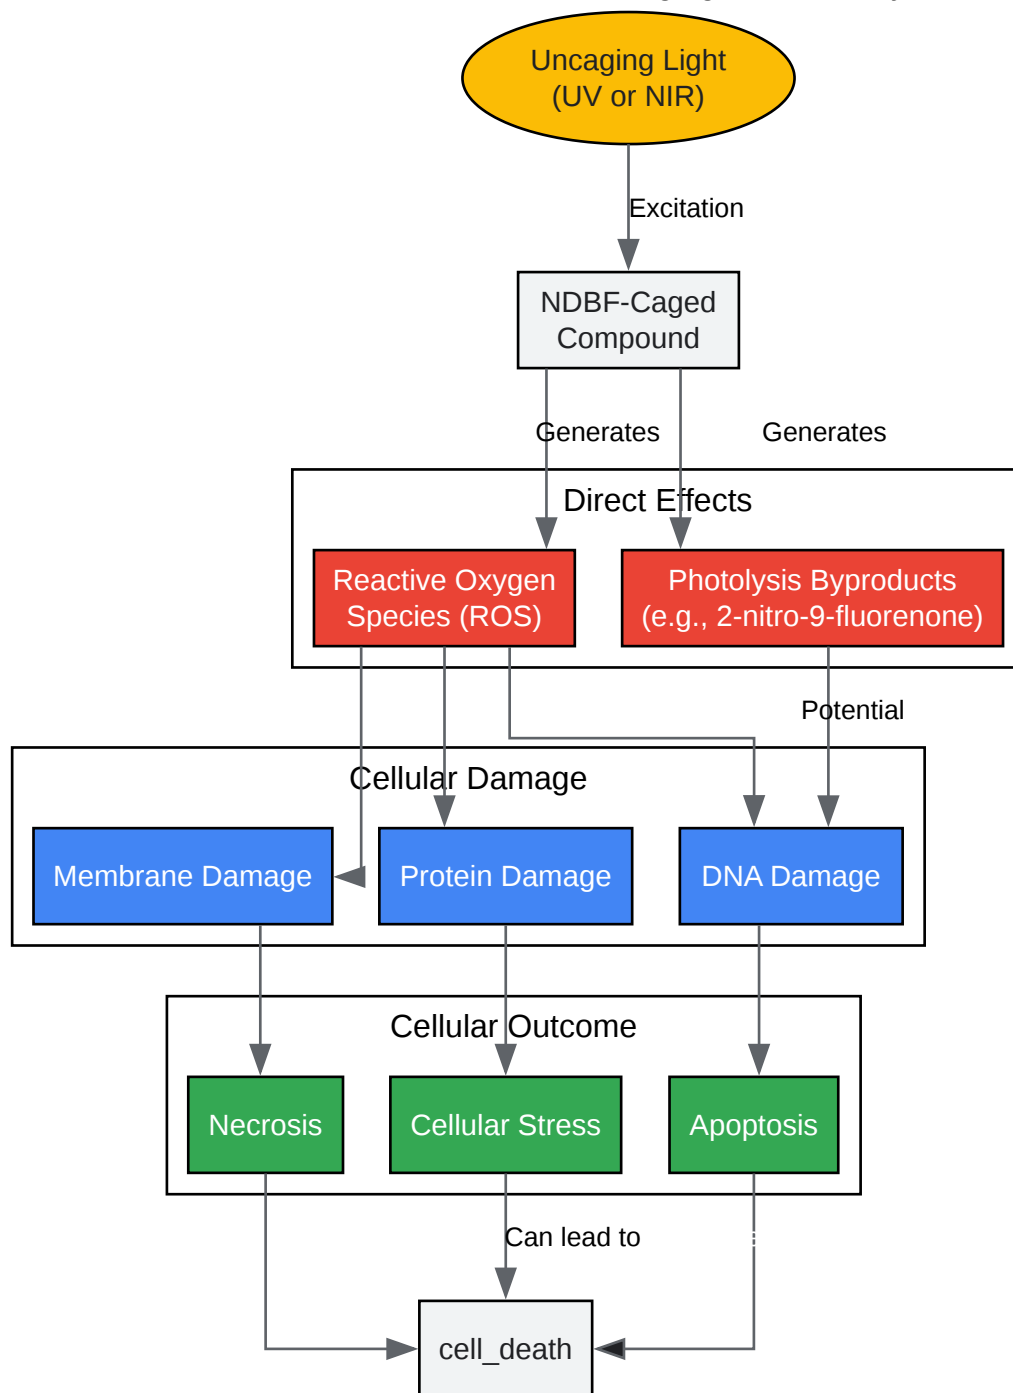 Uncaging Light
(UV or NIR)
Excitation
NDBF-Caged
Compound
Generates
Generates
Direct Effects
Reactive Oxygen
Species (ROS)
Photolysis Byproducts
(e.g., 2-nitro-9-fluorenone)
Potential
Cellular Damage
Membrane Damage
Protein Damage
DNA Damage
Cellular Outcome
Necrosis
Cellular Stress
Apoptosis
Can lead to
cell_death